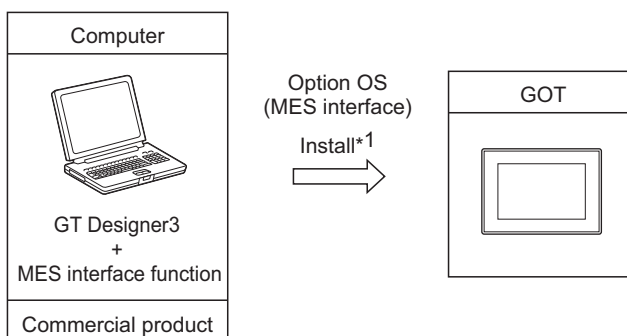 Computer
GT Designer3
+
MES interface function
Commercial product
Option OS
(MES interface)
Install*1
GOT